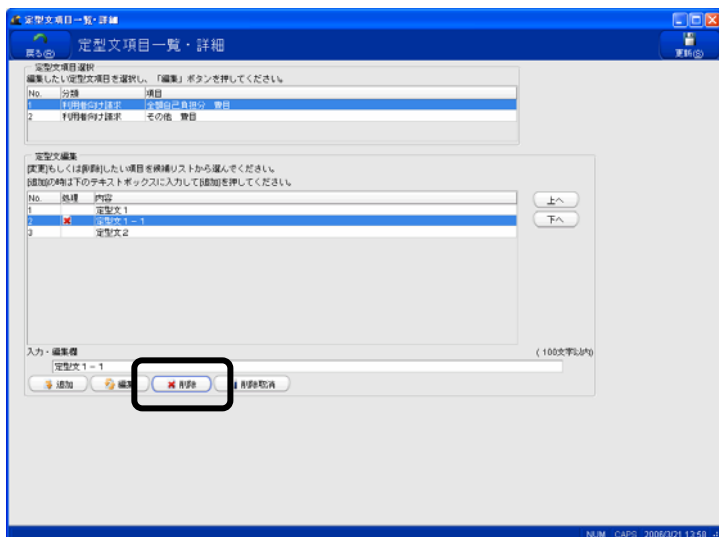 定型文項目一覧・詳細
戻る(B) 定型文項目一覧・詳細 更新(S)
定型文項目選択
編集したい定型文項目を選択し、「編集」ボタンを押してください。
No. 分類 項目
1 利用者向け請求 全額自己負担分 費目
2 利用者向け請求 その他 費目
定型文編集
[変更]もしくは[削除]したい項目を候補リストから選んでください。
[追加]の時は下のテキストボックスに入力して[追加]を押してください。
No. 処理 内容
1 定型文1
2 定型文1-1
3 定型文2
上へ
下へ
入力・編集欄 (100文字以内)
定型文1-1
追加 編集 削除 削除取消
NUM CAPS 2006/3/21 13:58